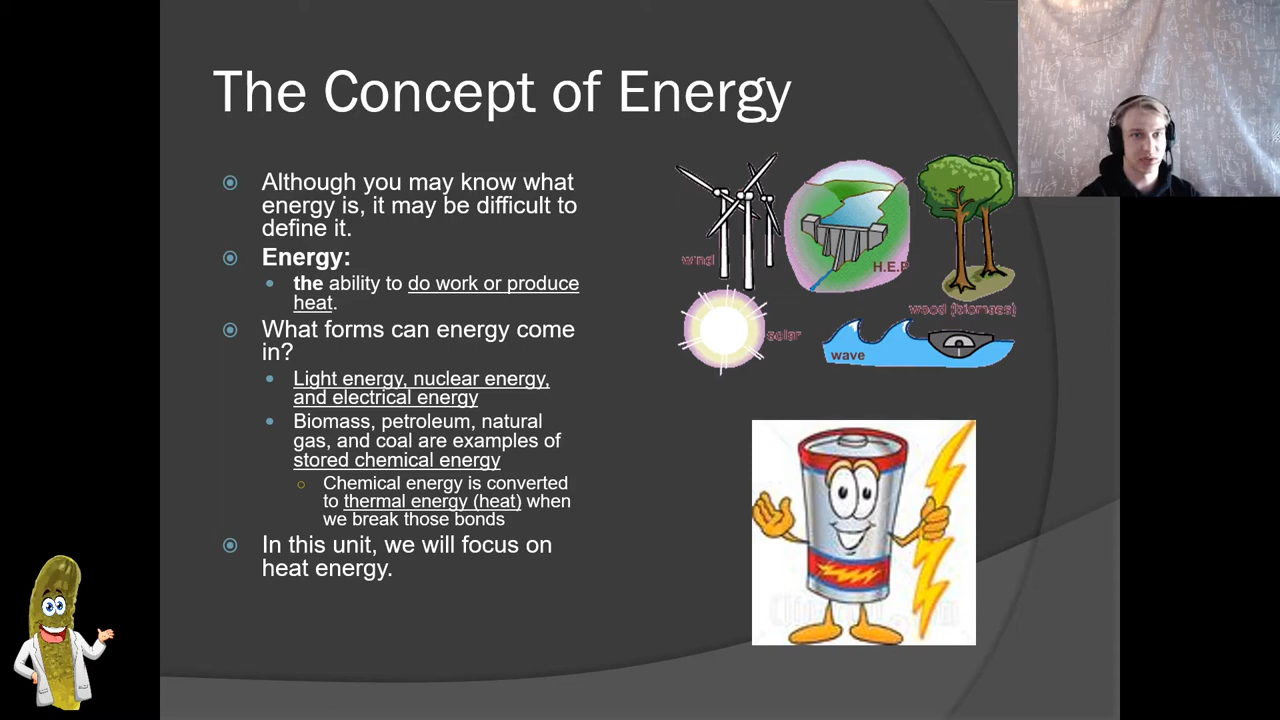 The Concept of Energy
Although you may know what
energy is, it may be difficult to
define it.
Energy:
the ability to do work or produce
heat.
What forms can energy come
in?
Light energy, nuclear energy,
and electrical energy
Biomass, petroleum, natural
gas, and coal are examples of
stored chemical energy
Chemical energy is converted
to thermal energy (heat) when
we break those bonds
In this unit, we will focus on
heat energy.
wind
H.E.P
wood (biomass)
solar
wave